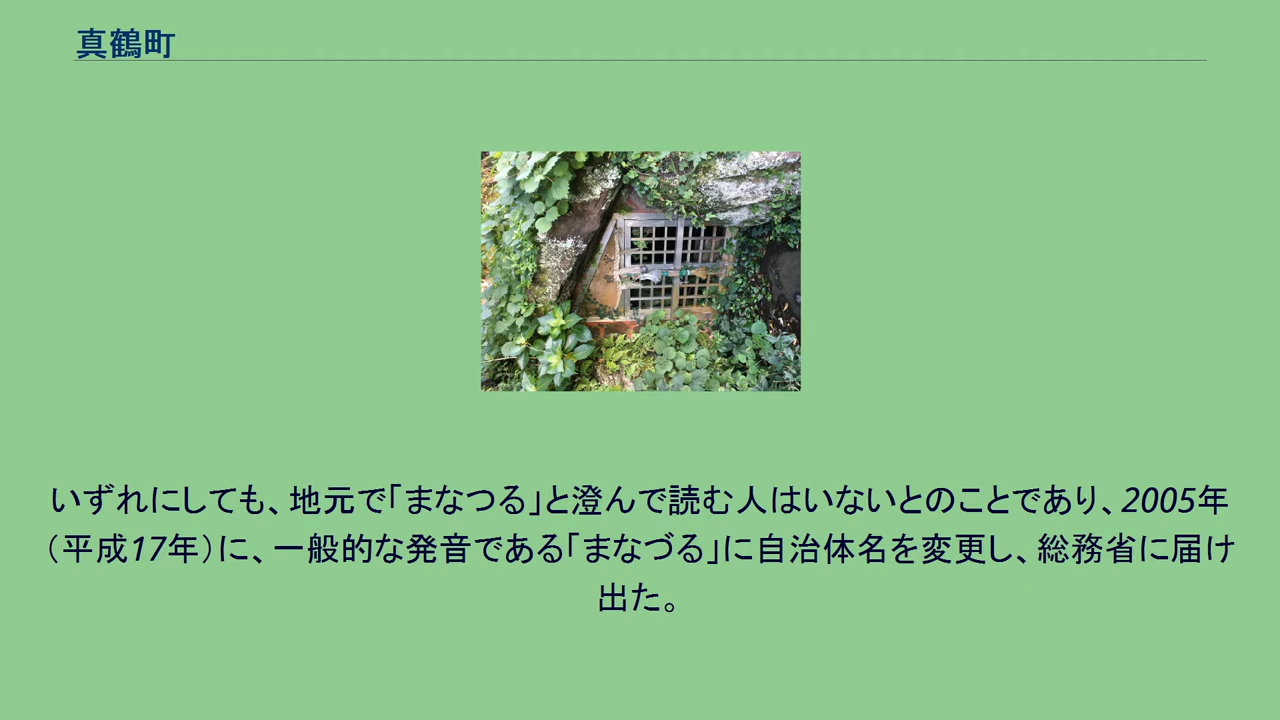 真鶴町
いずれにしても、地元で「まなつる」と澄んで読む人はいないとのことであり、2005年
（平成17年）に、一般的な発音である「まなづる」に自治体名を変更し、総務省に届け
出た。